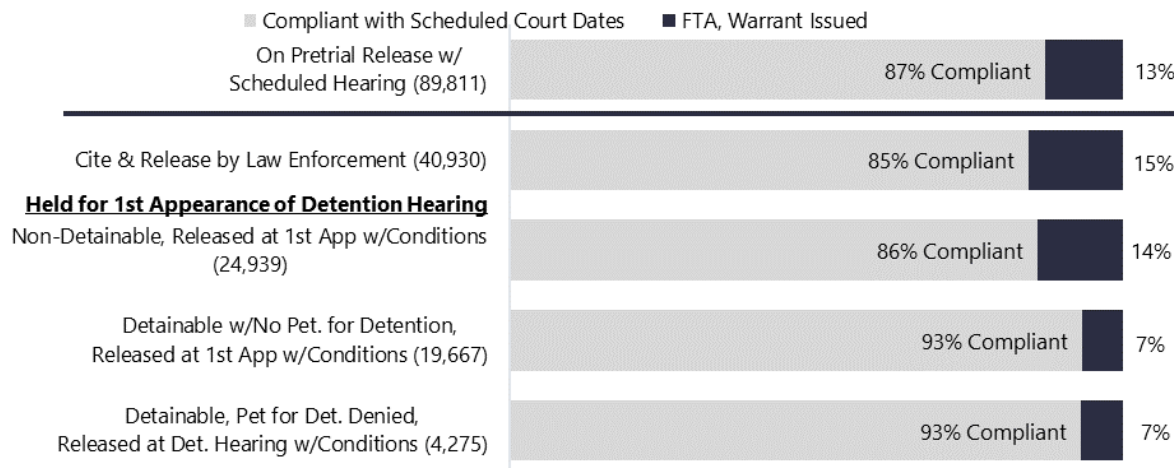 Compliant with Scheduled Court Dates
FTA, Warrant Issued
On Pretrial Release w/
Scheduled Hearing (89,811)
87% Compliant
13%
Cite & Release by Law Enforcement (40,930)
85% Compliant
15%
Held for 1st Appearance of Detention Hearing
Non-Detainable, Released at 1st App w/Conditions
(24,939)
86% Compliant
14%
Detainable w/No Pet. for Detention,
Released at 1st App w/Conditions (19,667)
93% Compliant
7%
Detainable, Pet for Det. Denied,
Released at Det. Hearing w/Conditions (4,275)
93% Compliant
7%